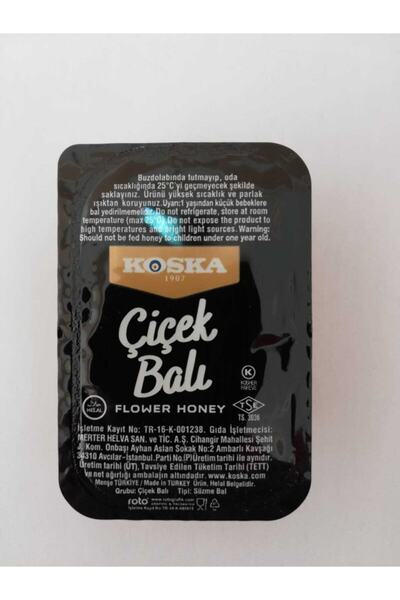 Buzdolabında tutmayıp, oda
sıcaklığında 25°C'yi geçmeyecek şekilde
saklayınız. Ürünü yüksek sıcaklık ve parlak
ışıktan koruyunuz. Uyarı:1 yaşından küçük bebeklere
bal yedirilmemelidir. Do not refrigerate, store at room
temperature (max 25°C). Do not expose the product to
high temperatures and bright light sources. Warning:
Should not be fed honey to children under one year old.
KOSKA
1907
Çiçek
Balı
FLOWER HONEY
HELAL
K
KOSHER
PAREVE
TSE
TS. 3036
İşletme Kayıt No: TR-16-K-001238. Gıda İşletmecisi:
MERTER HELVA SAN. ve TİC. A.Ş. Cihangir Mahallesi Şehit
J. Kom. Önbaşı Ayhan Aslan Sokak No:2 Ambarlı Kavşağı
34310 Avcılar-İstanbul. Parti No.(P)Üretim tarihi ile aynıdır.
Üretim tarihi (ÜT), Tavsiye Edilen Tüketim Tarihi (TETT)
ve net ağırlığı ambalajın altındadır. www.koska.com
Menşe TÜRKİYE / Made in TURKEY Ürün, Helal Belgelidir.
Grubu: Çiçek Balı Tipi: Süzme Bal
roto
www.rotografik.com